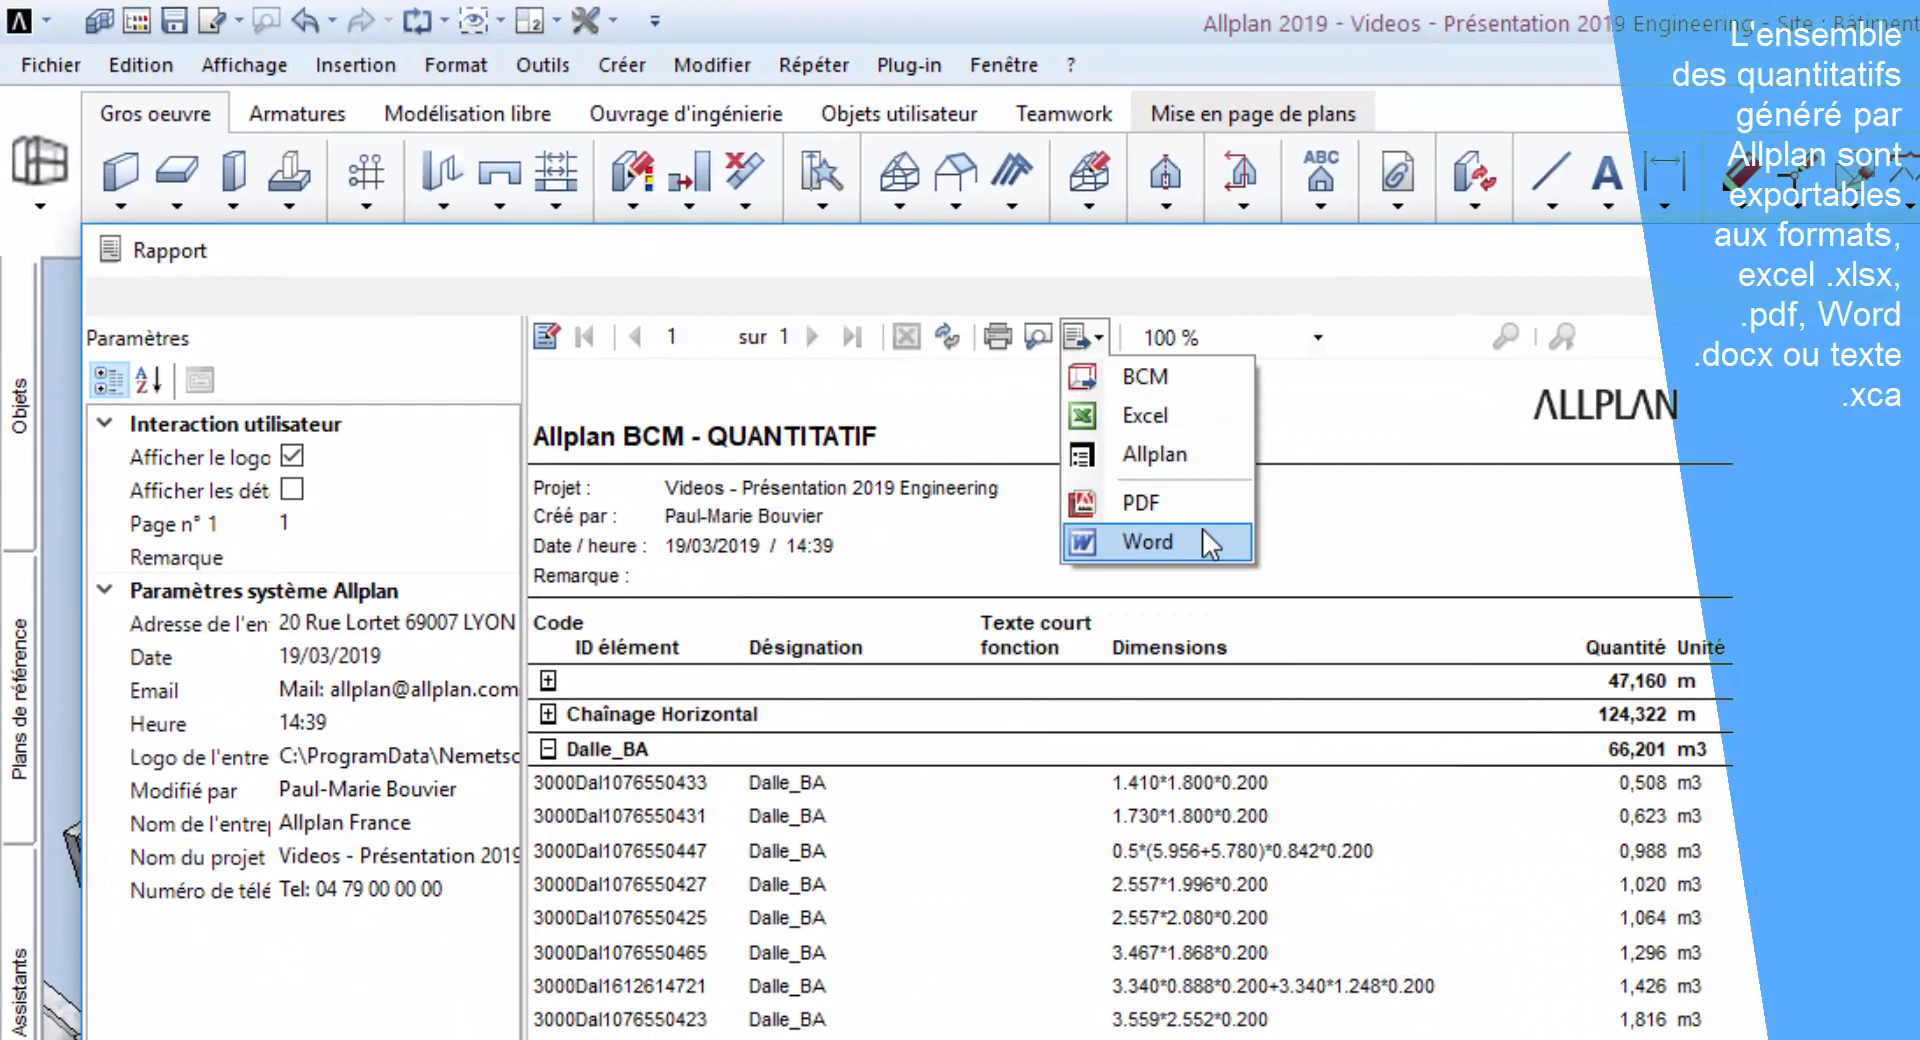 Allplan 2019 - Videos - Présentation 2019 Engineering - Site : Bâtiment
Fichier Edition Affichage Insertion Format Outils Créer Modifier Répéter Plug-in Fenêtre ?
Gros oeuvre Armatures Modélisation libre Ouvrage d'ingénierie Objets utilisateur Teamwork Mise en page de plans
ABC
A
L'ensemble
des quantitatifs
généré par
Allplan sont
exportables
aux formats,
excel .xlsx,
.pdf, Word
.docx ou texte
.xca
Objets
Plans de référence
Assistants
Rapport
Paramètres
Interaction utilisateur
Afficher le logo
Afficher les dét
Page n° 1 1
Remarque
Paramètres système Allplan
Adresse de l'en 20 Rue Lortet 69007 LYON
Date 19/03/2019
Email Mail: allplan@allplan.com
Heure 14:39
Logo de l'entre C:\ProgramData\Nemetsc
Modifié par Paul-Marie Bouvier
Nom de l'entrep Allplan France
Nom du projet Videos - Présentation 2019
Numéro de télé Tel: 04 79 00 00 00
1 sur 1 100 %
BCM
Excel
Allplan
PDF
Word
ALLPLAN
Allplan BCM - QUANTITATIF
Projet : Videos - Présentation 2019 Engineering
Créé par : Paul-Marie Bouvier
Date / heure : 19/03/2019 / 14:39
Remarque :
Code Texte court
ID élément Désignation fonction Dimensions Quantité Unité
47,160 m
Chaînage Horizontal 124,322 m
Dalle_BA 66,201 m3
3000Dal1076550433 Dalle_BA 1.410*1.800*0.200 0,508 m3
3000Dal1076550431 Dalle_BA 1.730*1.800*0.200 0,623 m3
3000Dal1076550447 Dalle_BA 0.5*(5.956+5.780)*0.842*0.200 0,988 m3
3000Dal1076550427 Dalle_BA 2.557*1.996*0.200 1,020 m3
3000Dal1076550425 Dalle_BA 2.557*2.080*0.200 1,064 m3
3000Dal1076550465 Dalle_BA 3.467*1.868*0.200 1,296 m3
3000Dal1612614721 Dalle_BA 3.340*0.888*0.200+3.340*1.248*0.200 1,426 m3
3000Dal1076550423 Dalle_BA 3.559*2.552*0.200 1,816 m3